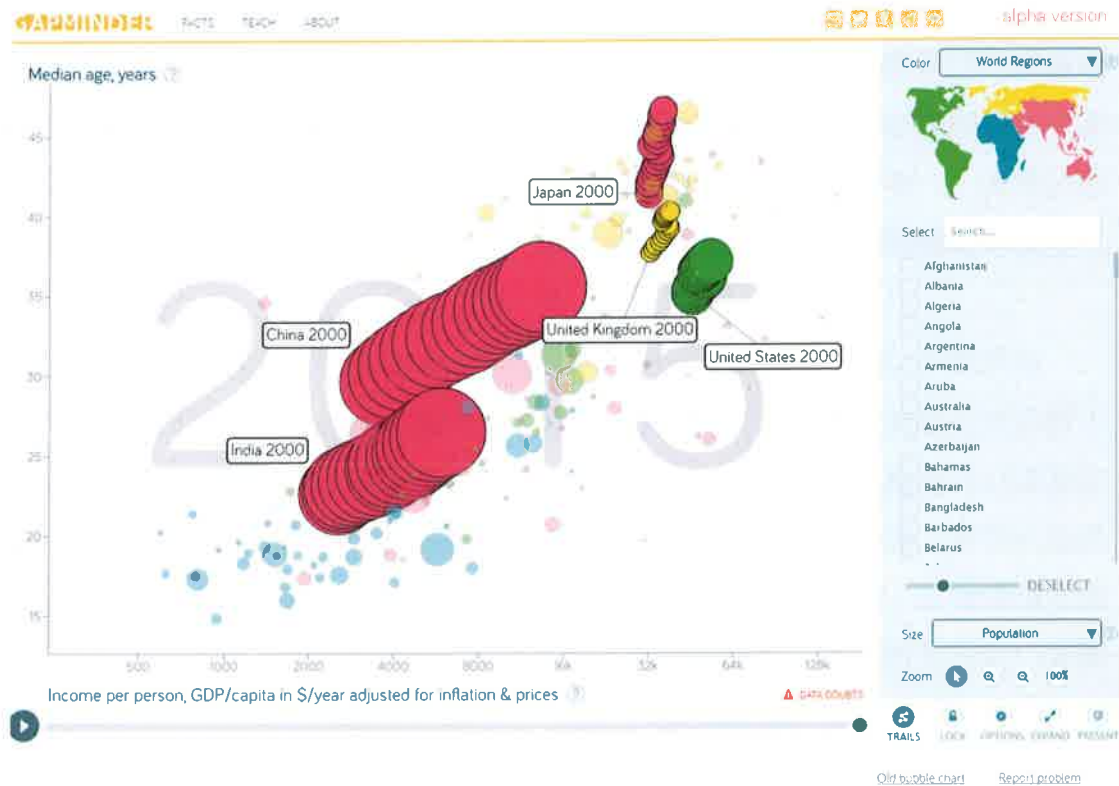 GAPMINDER FACTS TEACH ABOUT alpha version
Median age, years ?
Color World Regions
45
Japan 2000
40
Select Search...
2015
35
China 2000
United Kingdom 2000
United States 2000
30
India 2000
25
20
15
500 1000 2000 4000 8000 16k 32k 64k 128k
Income per person, GDP/capita in $/year adjusted for inflation & prices ?
DATA DOUBTS
Afghanistan
Albania
Algeria
Angola
Argentina
Armenia
Aruba
Australia
Austria
Azerbaijan
Bahamas
Bahrain
Bangladesh
Barbados
Belarus
DESELECT
Size Population
Zoom 100%
TRAILS LOCK OPTIONS EXPAND PRESENT
Old bubble chart Report problem